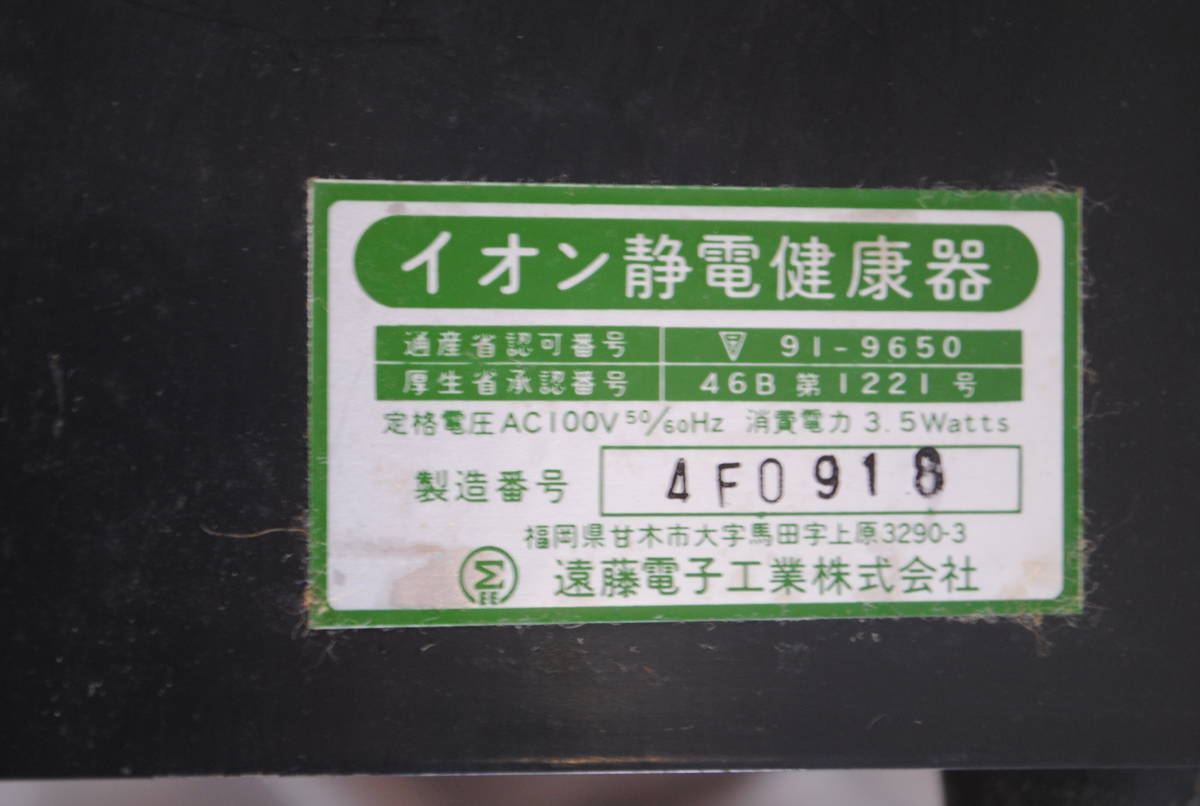 イオン静電健康器
通産省認可番号 91-9650
厚生省承認番号 46B 第1221号
定格電圧AC100V 50/60Hz 消費電力 3.5Watts
製造番号 4F0918
福岡県甘木市大字馬田字上原3290-3
ΣEE 遠藤電子工業株式会社